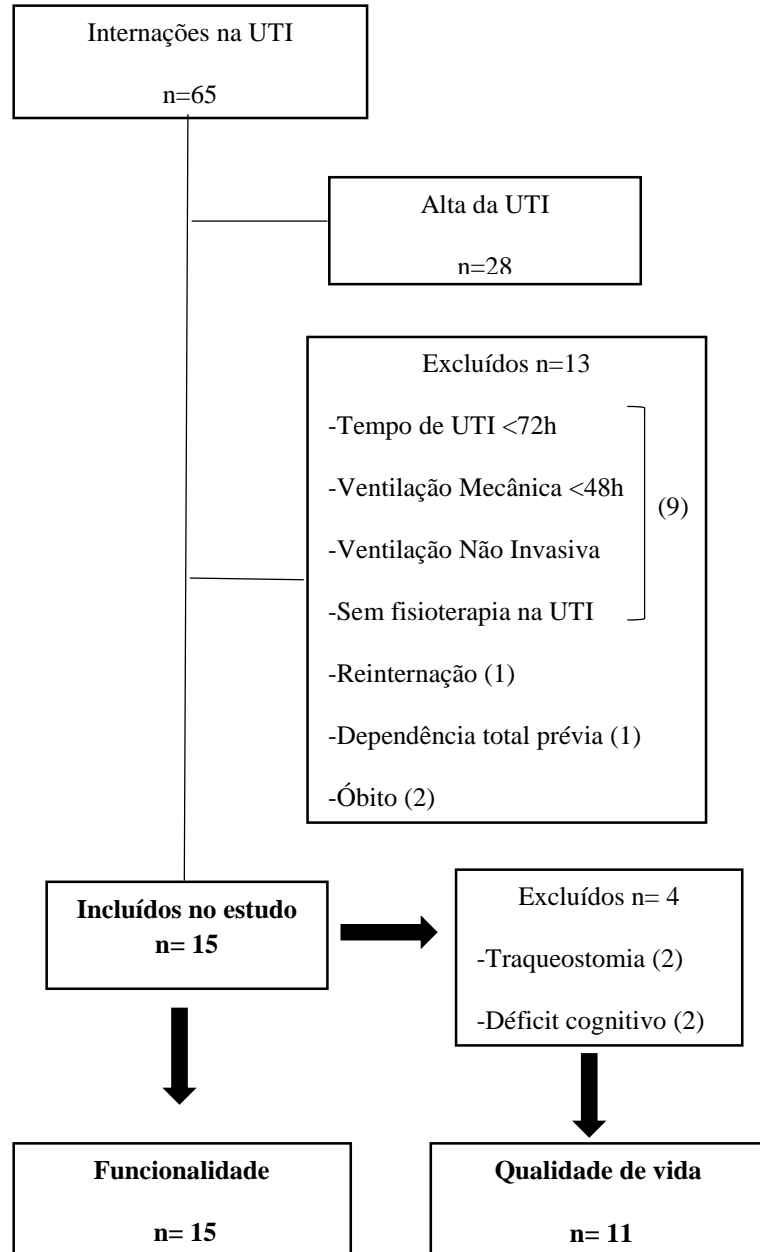 Internações na UTI
n=65
Alta da UTI
n=28
Excluídos n=13
-Tempo de UTI <72h
-Ventilação Mecânica <48h
(9)
-Ventilação Não Invasiva
-Sem fisioterapia na UTI
-Reinternação (1)
-Dependência total prévia (1)
-Óbito (2)
Incluídos no estudo
n= 15
Excluídos n= 4
-Traqueostomia (2)
-Déficit cognitivo (2)
Funcionalidade
n= 15
Qualidade de vida
n= 11